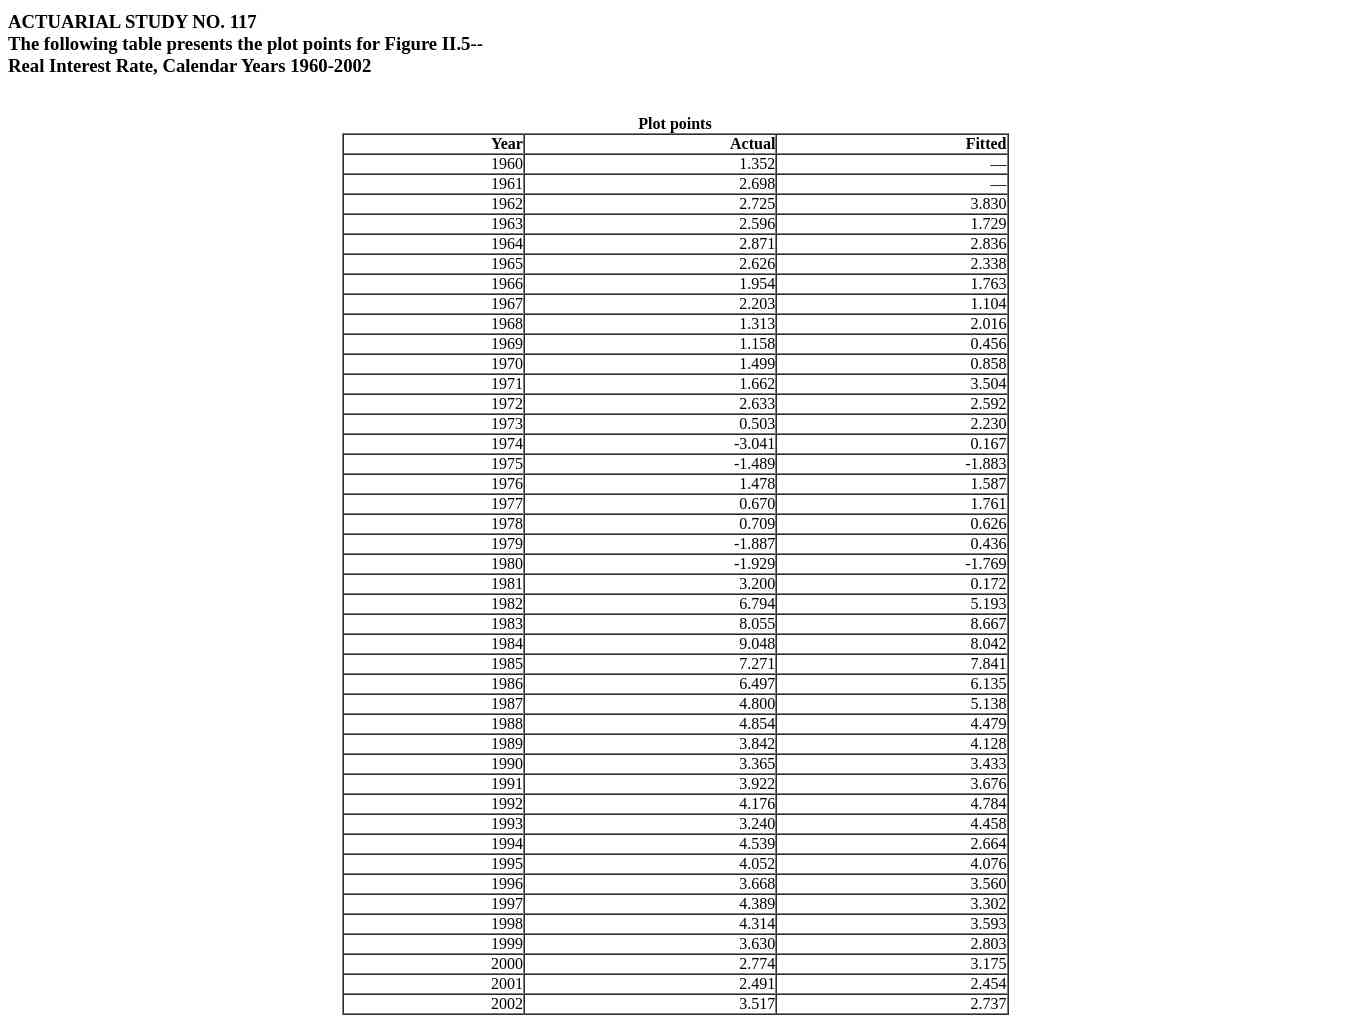 ACTUARIAL STUDY NO. 117
The following table presents the plot points for Figure II.5--
Real Interest Rate, Calendar Years 1960-2002
Plot points
Year Actual Fitted
1960 1.352 —
1961 2.698 —
1962 2.725 3.830
1963 2.596 1.729
1964 2.871 2.836
1965 2.626 2.338
1966 1.954 1.763
1967 2.203 1.104
1968 1.313 2.016
1969 1.158 0.456
1970 1.499 0.858
1971 1.662 3.504
1972 2.633 2.592
1973 0.503 2.230
1974 -3.041 0.167
1975 -1.489 -1.883
1976 1.478 1.587
1977 0.670 1.761
1978 0.709 0.626
1979 -1.887 0.436
1980 -1.929 -1.769
1981 3.200 0.172
1982 6.794 5.193
1983 8.055 8.667
1984 9.048 8.042
1985 7.271 7.841
1986 6.497 6.135
1987 4.800 5.138
1988 4.854 4.479
1989 3.842 4.128
1990 3.365 3.433
1991 3.922 3.676
1992 4.176 4.784
1993 3.240 4.458
1994 4.539 2.664
1995 4.052 4.076
1996 3.668 3.560
1997 4.389 3.302
1998 4.314 3.593
1999 3.630 2.803
2000 2.774 3.175
2001 2.491 2.454
2002 3.517 2.737